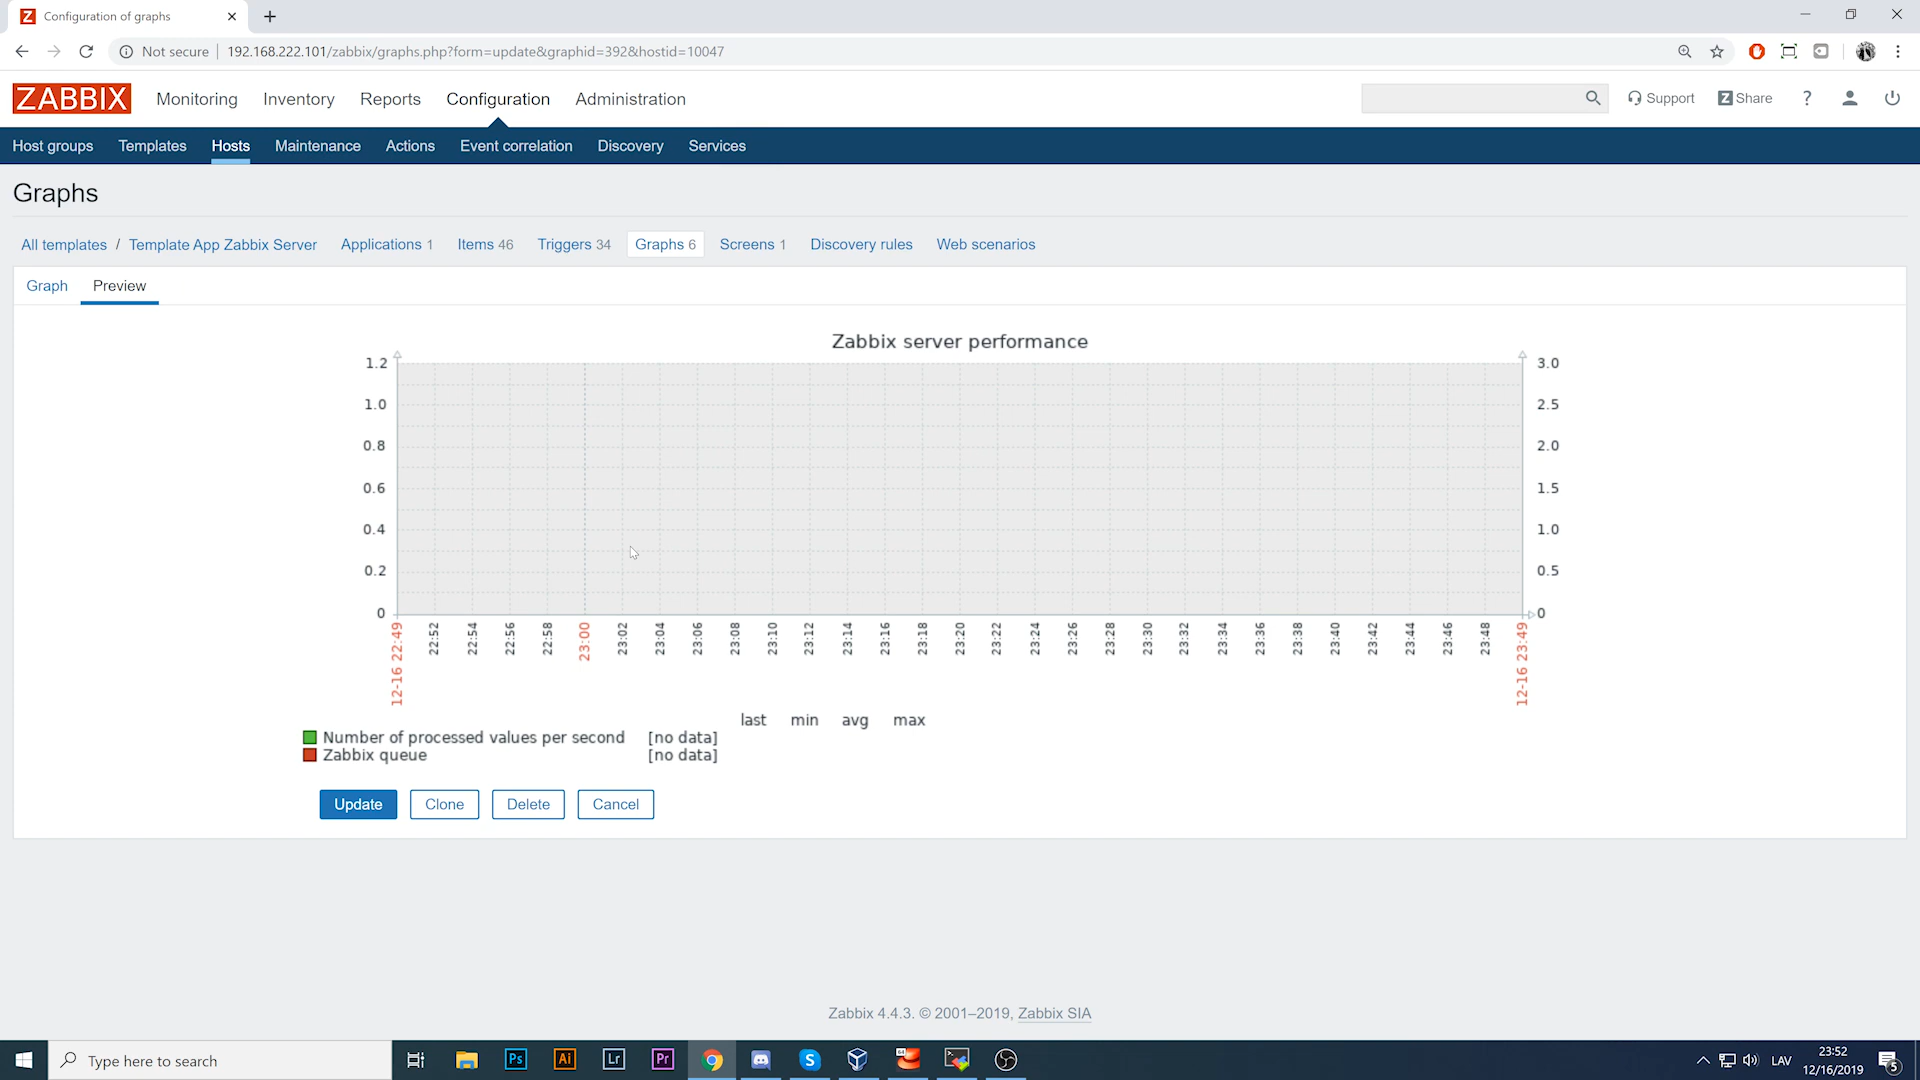 Configuration of graphs
Not secure
192.168.222.101/zabbix/graphs.php?form=update&graphid=392&hostid=10047
ZABBIX
Monitoring
Inventory
Reports
Configuration
Administration
Support
Z Share
?
Host groups
Templates
Hosts
Maintenance
Actions
Event correlation
Discovery
Services
Graphs
All templates / Template App Zabbix Server
Applications 1
Items 46
Triggers 34
Graphs 6
Screens 1
Discovery rules
Web scenarios
Graph
Preview
Zabbix server performance
1.2
1.0
0.8
0.6
0.4
0.2
0
3.0
2.5
2.0
1.5
1.0
0.5
0
12-16 22:49
22:52
22:54
22:56
22:58
23:00
23:02
23:04
23:06
23:08
23:10
23:12
23:14
23:16
23:18
23:20
23:22
23:24
23:26
23:28
23:30
23:32
23:34
23:36
23:38
23:40
23:42
23:44
23:46
23:48
12-16 23:49
last min avg max
Number of processed values per second [no data]
Zabbix queue [no data]
Update
Clone
Delete
Cancel
Zabbix 4.4.3. © 2001–2019, Zabbix SIA
Type here to search
Ps
Ai
Lr
Pr
S
64
LAV
23:52
12/16/2019
5